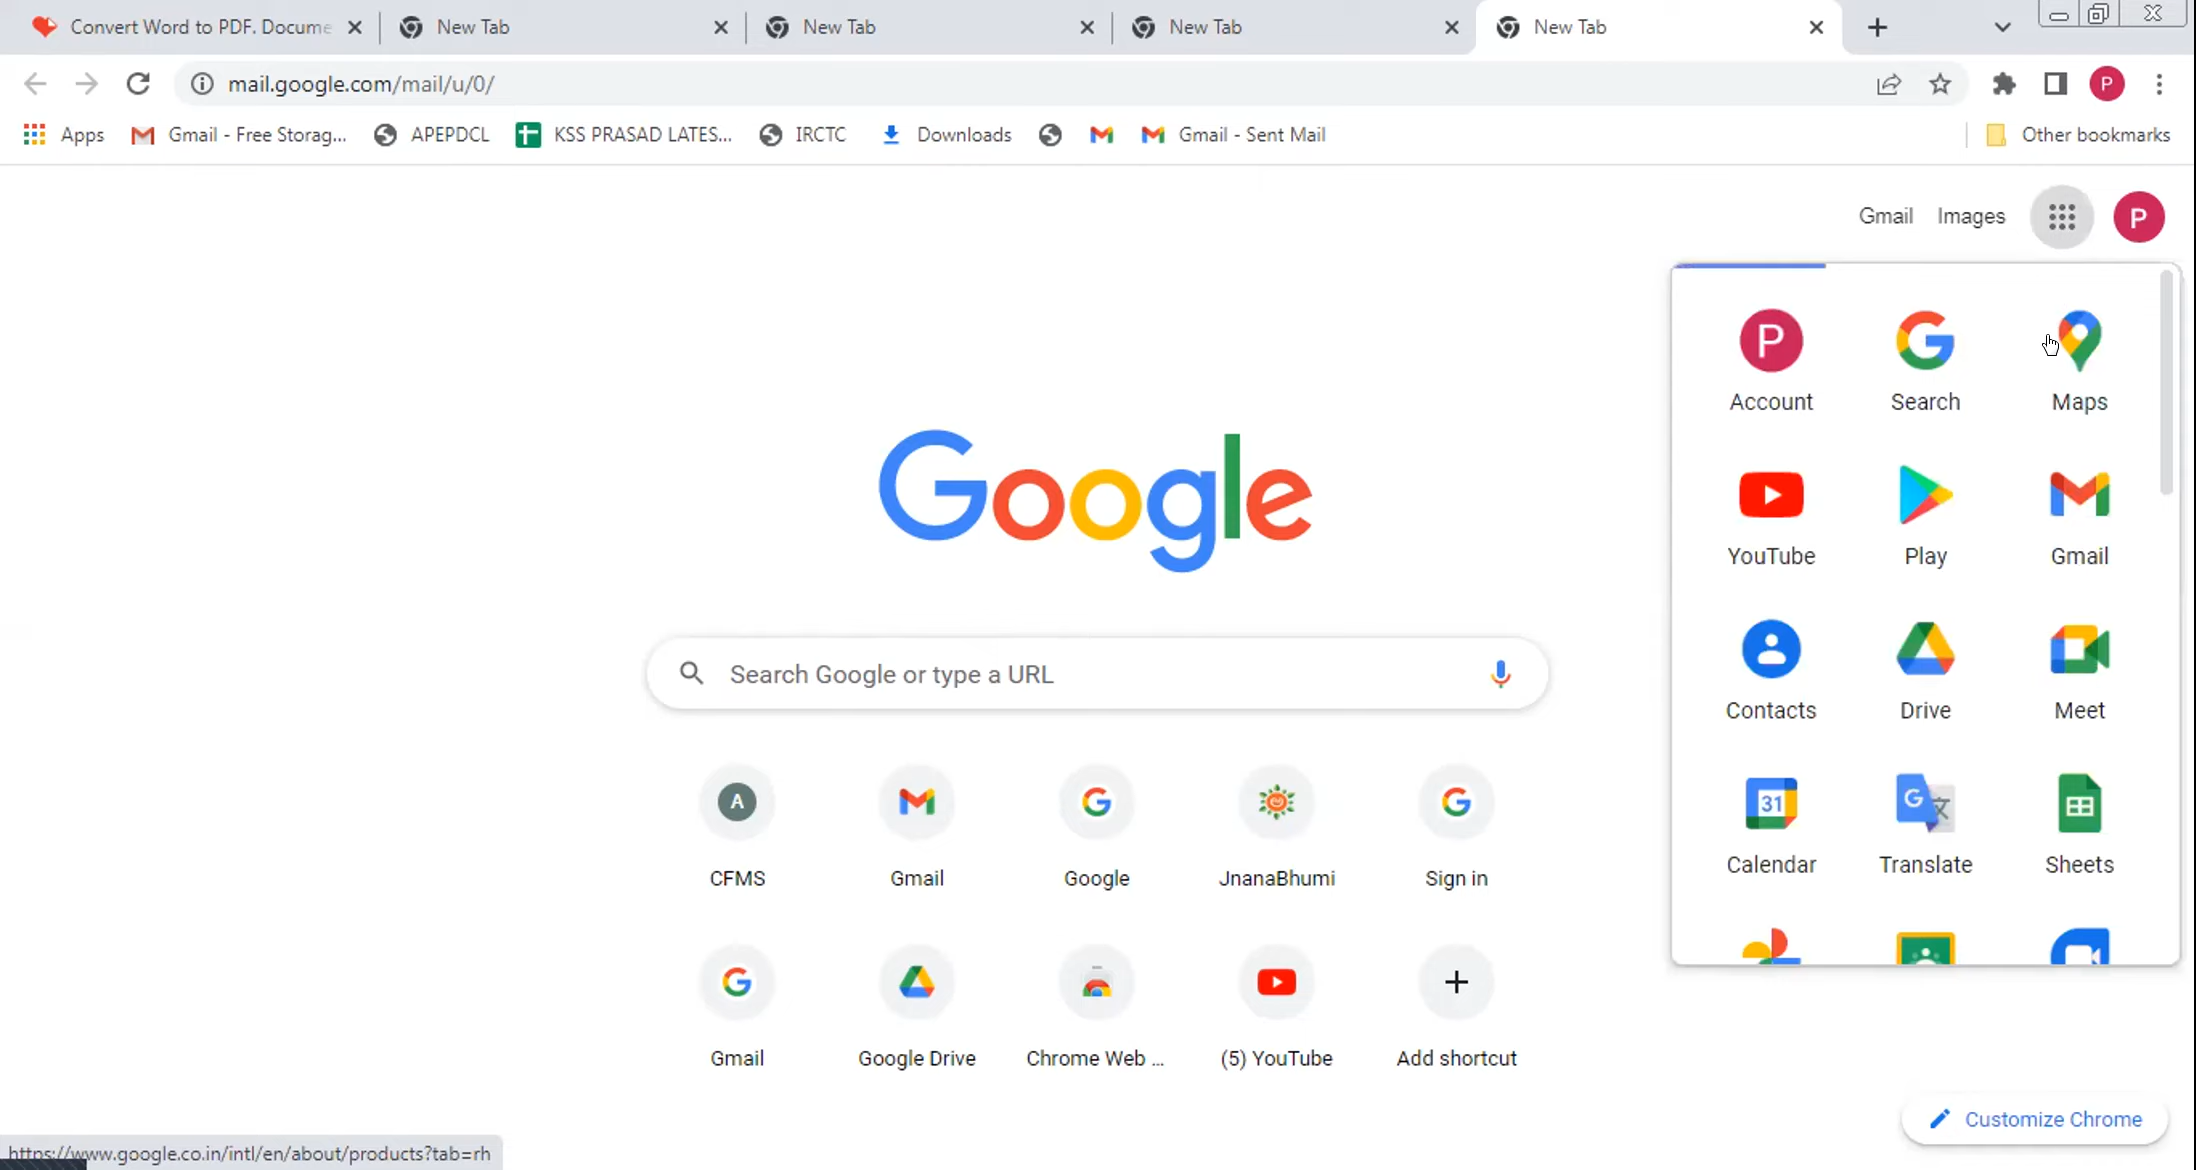 Convert Word to PDF. Docume
New Tab
New Tab
New Tab
New Tab
mail.google.com/mail/u/0/
P
Apps
Gmail - Free Storag...
APEPDCL
KSS PRASAD LATES...
IRCTC
Downloads
Gmail - Sent Mail
Other bookmarks
Gmail
Images
P
P
Account
G
Search
Maps
YouTube
Play
Gmail
Contacts
Drive
Meet
31
Calendar
G 文
Translate
Sheets
Google
Search Google or type a URL
A
CFMS
Gmail
G
Google
JnanaBhumi
G
Sign in
G
Gmail
Google Drive
Chrome Web ...
(5) YouTube
Add shortcut
Customize Chrome
https://www.google.co.in/intl/en/about/products?tab=rh